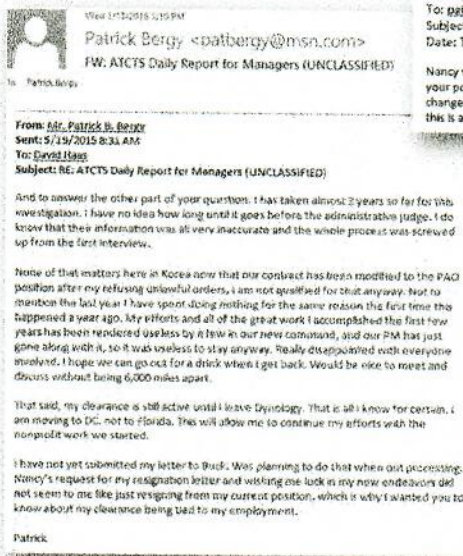 Wed 1/13/2016 5:10 PM
Patrick Bergy <patbergy@msn.com>
FW: ATCTS Daily Report for Managers (UNCLASSIFIED)
To Patrick Bergy
To:
Subjec
Date: T
Nancy
your po
change
this is a
From: Mr. Patrick B. Bergy
Sent: 5/19/2015 8:31 AM
To: David Haas
Subject: RE: ATCTS Daily Report for Managers (UNCLASSIFIED)
And to answer the other part of your question. I has taken almost 2 years so far for this
investigation. I have no idea how long until it goes before the administrative judge. I do
know that their information was all very inaccurate and the whole process was screwed
up from the first interview.
None of that matters here in Korea now that our contract has been modified to the PAO
position after my refusing unlawful orders, I am not qualified for that anyway. Not to
mention the last year I have spent doing nothing for the same reason the first time this
happened a year ago. My efforts and all of the great work I accomplished the first few
years has been rendered useless by a few in our new command, and our PM has just
gone along with it, so it was useless to stay anyway. Really disappointed with everyone
involved. I hope we can go out for a drink when I get back. Would be nice to meet and
discuss without being 6,000 miles apart.
That said, my clearance is still active until I leave Dynology. That is all I know for certain. I
am moving to DC, not to Florida. This will allow me to continue my efforts with the
nonprofit work we started.
I have not yet submitted my letter to Buck. Was planning to do that when out processing.
Nancy's request for my resignation letter and wishing me luck in my new endeavors did
not seem to me like just resigning from my current position, which is why I wanted you to
know about my clearance being tied to my employment.
Patrick